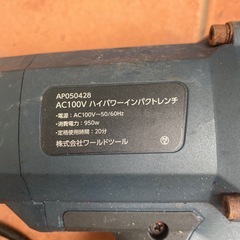 AP050428
AC100V ハイパワーインパクトレンチ
・電源：AC100V〜50/60Hz
・消費電力：950w
・定格使用時間：20分
株式会社ワールドツール